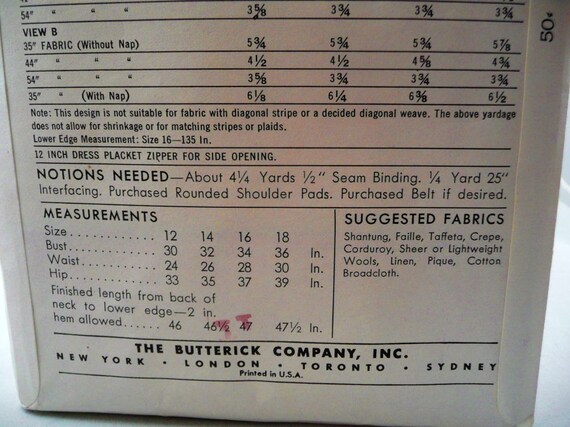 54" " " 3⅝ 3¾ 3¾ 3¾
50¢
VIEW B
35" FABRIC (Without Nap) 5¾ 5¾ 5¾ 5⅞
44" " " 4½ 4½ 4⅝ 4¾
54" " " 3⅝ 3¾ 3¾ 3¾
35" " (With Nap) 6⅛ 6¼ 6⅜ 6½
Note: This design is not suitable for fabric with diagonal stripe or a decided diagonal weave. The above yardage
does not allow for shrinkage or for matching stripes or plaids.
Lower Edge Measurement: Size 16—135 In.
12 INCH DRESS PLACKET ZIPPER FOR SIDE OPENING.
NOTIONS NEEDED—About 4¼ Yards ½" Seam Binding. ¼ Yard 25"
Interfacing. Purchased Rounded Shoulder Pads. Purchased Belt if desired.
MEASUREMENTS
Size............ 12 14 16 18
Bust............ 30 32 34 36 In.
Waist........... 24 26 28 30 In.
Hip............. 33 35 37 39 In.
Finished length from back of
neck to lower edge—2 in.
hem allowed...... 46 46½ 47 47½ In.
SUGGESTED FABRICS
Shantung, Faille, Taffeta, Crepe,
Corduroy, Sheer or Lightweight
Wools, Linen, Pique, Cotton
Broadcloth.
THE BUTTERICK COMPANY, INC.
NEW YORK • LONDON • TORONTO • SYDNEY
Printed in U.S.A.